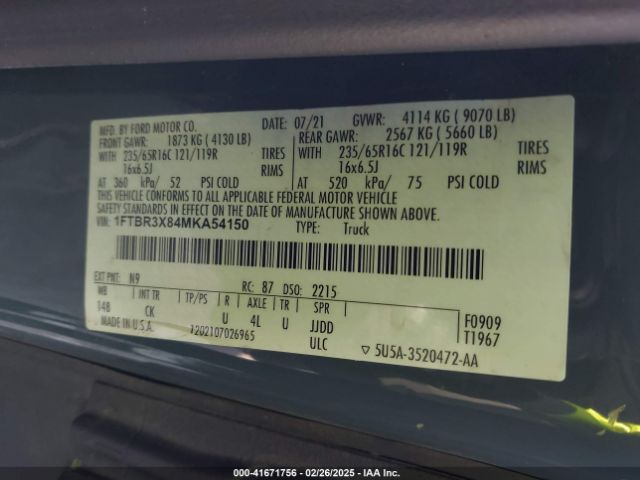 MFD. BY FORD MOTOR CO. DATE: 07/21 GVWR: 4114 KG ( 9070 LB)
FRONT GAWR: 1873 KG ( 4130 LB) REAR GAWR: 2567 KG ( 5660 LB)
WITH 235/65R16C 121/119R TIRES WITH 235/65R16C 121/119R TIRES
16x6.5J RIMS 16x6.5J RIMS
AT 360 kPa/ 52 PSI COLD AT 520 kPa/ 75 PSI COLD
THIS VEHICLE CONFORMS TO ALL APPLICABLE FEDERAL MOTOR VEHICLE
SAFETY STANDARDS IN EFFECT ON THE DATE OF MANUFACTURE SHOWN ABOVE.
VIN: 1FTBR3X84MKA54150 TYPE: Truck
EXT PNT: N9 RC: 87 DSO: 2215
WB INT TR TP/PS R AXLE TR SPR F0909
148 CK U 4L U JJDD T1967
MADE IN U.S.A. 7202107026965 ULC ▽ 5U5A-3520472-AA
000-41671756 — 02/26/2025 — IAA Inc.